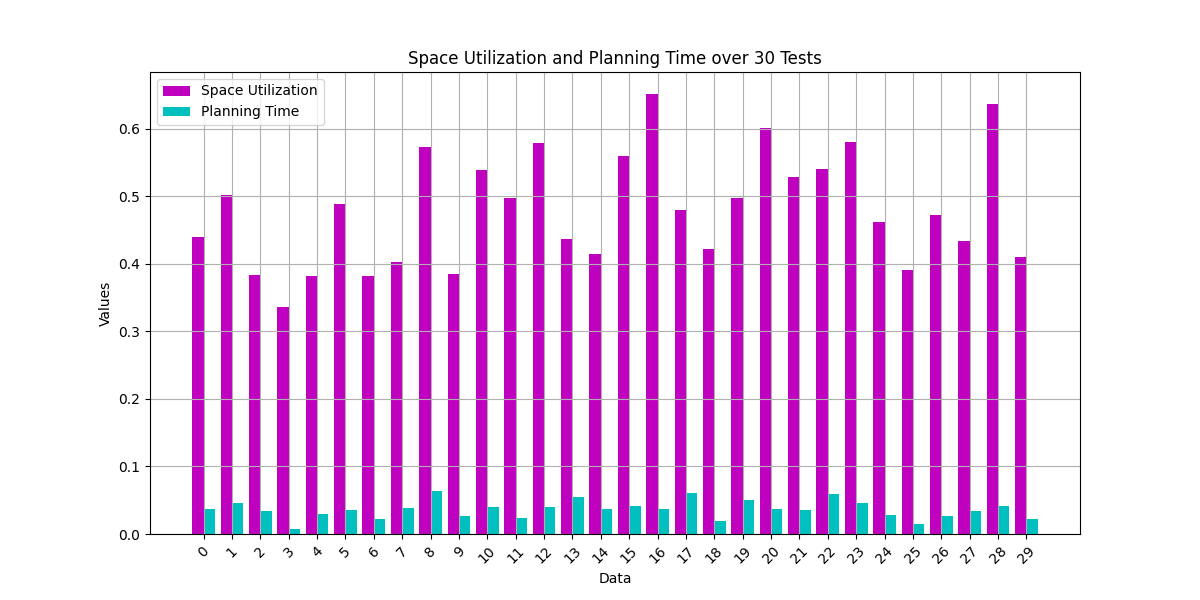 Space Utilization and Planning Time over 30 Tests
Space Utilization
Planning Time
Values
0.6
0.5
0.4
0.3
0.2
0.1
0.0
0 1 2 3 4 5 6 7 8 9 10 11 12 13 14 15 16 17 18 19 20 21 22 23 24 25 26 27 28 29
Data